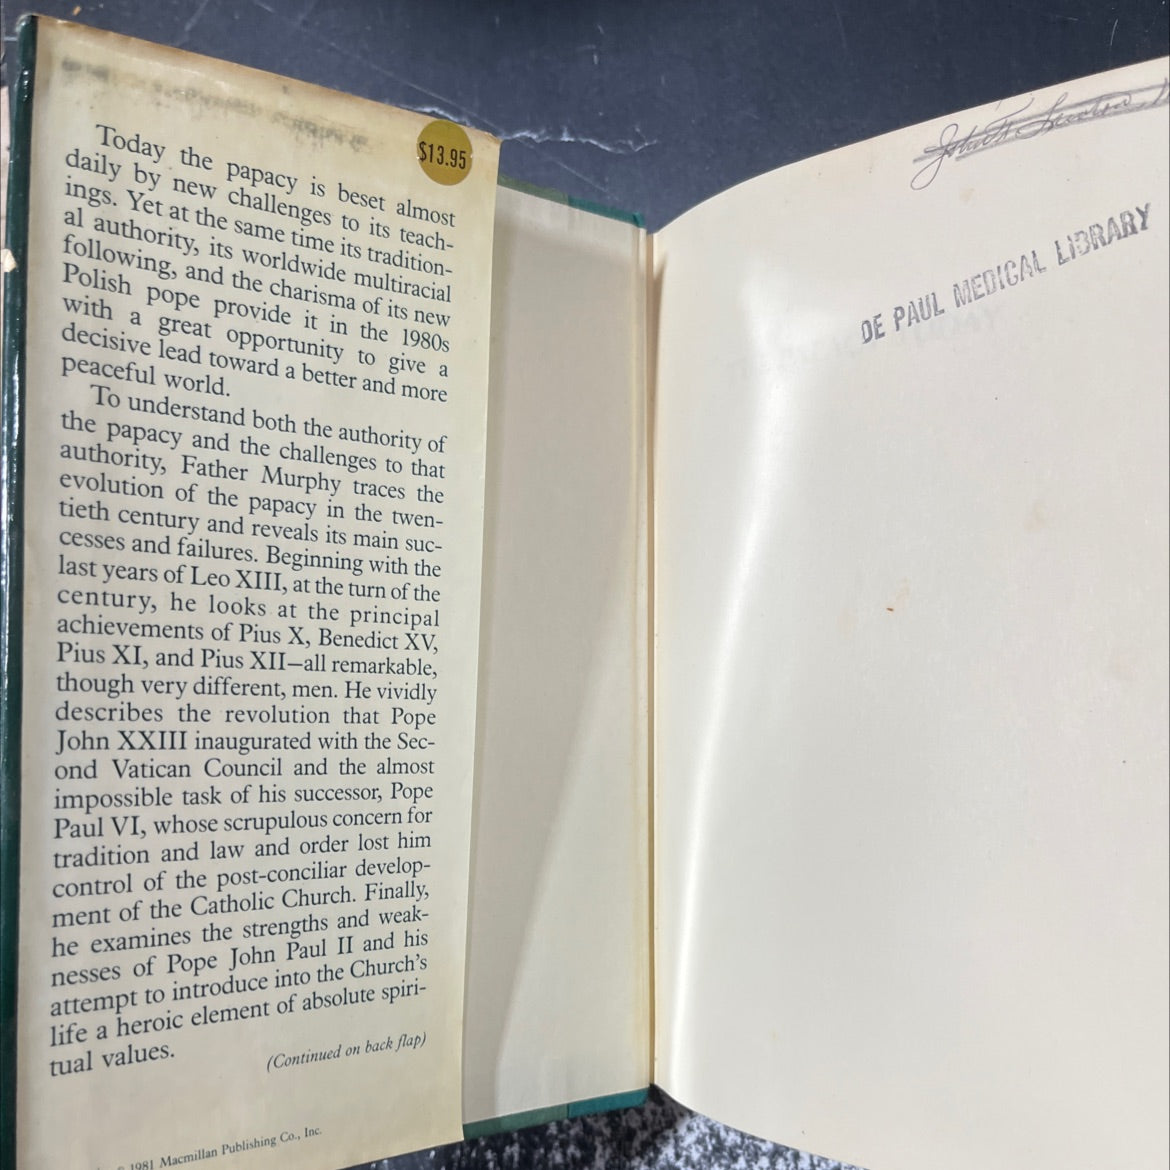 $13.95
Today the papacy is beset almost
daily by new challenges to its teach-
ings. Yet at the same time its tradition-
al authority, its worldwide multiracial
following, and the charisma of its new
Polish pope provide it in the 1980s
with a great opportunity to give a
decisive lead toward a better and more
peaceful world.
To understand both the authority of
the papacy and the challenges to that
authority, Father Murphy traces the
evolution of the papacy in the twen-
tieth century and reveals its main suc-
cesses and failures. Beginning with the
last years of Leo XIII, at the turn of the
century, he looks at the principal
achievements of Pius X, Benedict XV,
Pius XI, and Pius XII—all remarkable,
though very different, men. He vividly
describes the revolution that Pope
John XXIII inaugurated with the Sec-
ond Vatican Council and the almost
impossible task of his successor, Pope
Paul VI, whose scrupulous concern for
tradition and law and order lost him
control of the post-conciliar develop-
ment of the Catholic Church. Finally,
he examines the strengths and weak-
nesses of Pope John Paul II and his
attempt to introduce into the Church's
life a heroic element of absolute spiri-
tual values.
(Continued on back flap)
© 1981 Macmillan Publishing Co., Inc.
DE PAUL MEDICAL LIBRARY